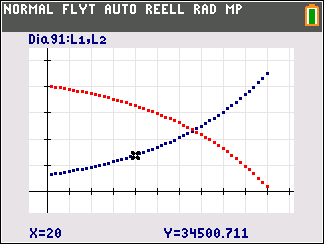 NORMAL FLYT AUTO REELL RAD MP
Dia91:L1,L2
X=20 Y=34500.711